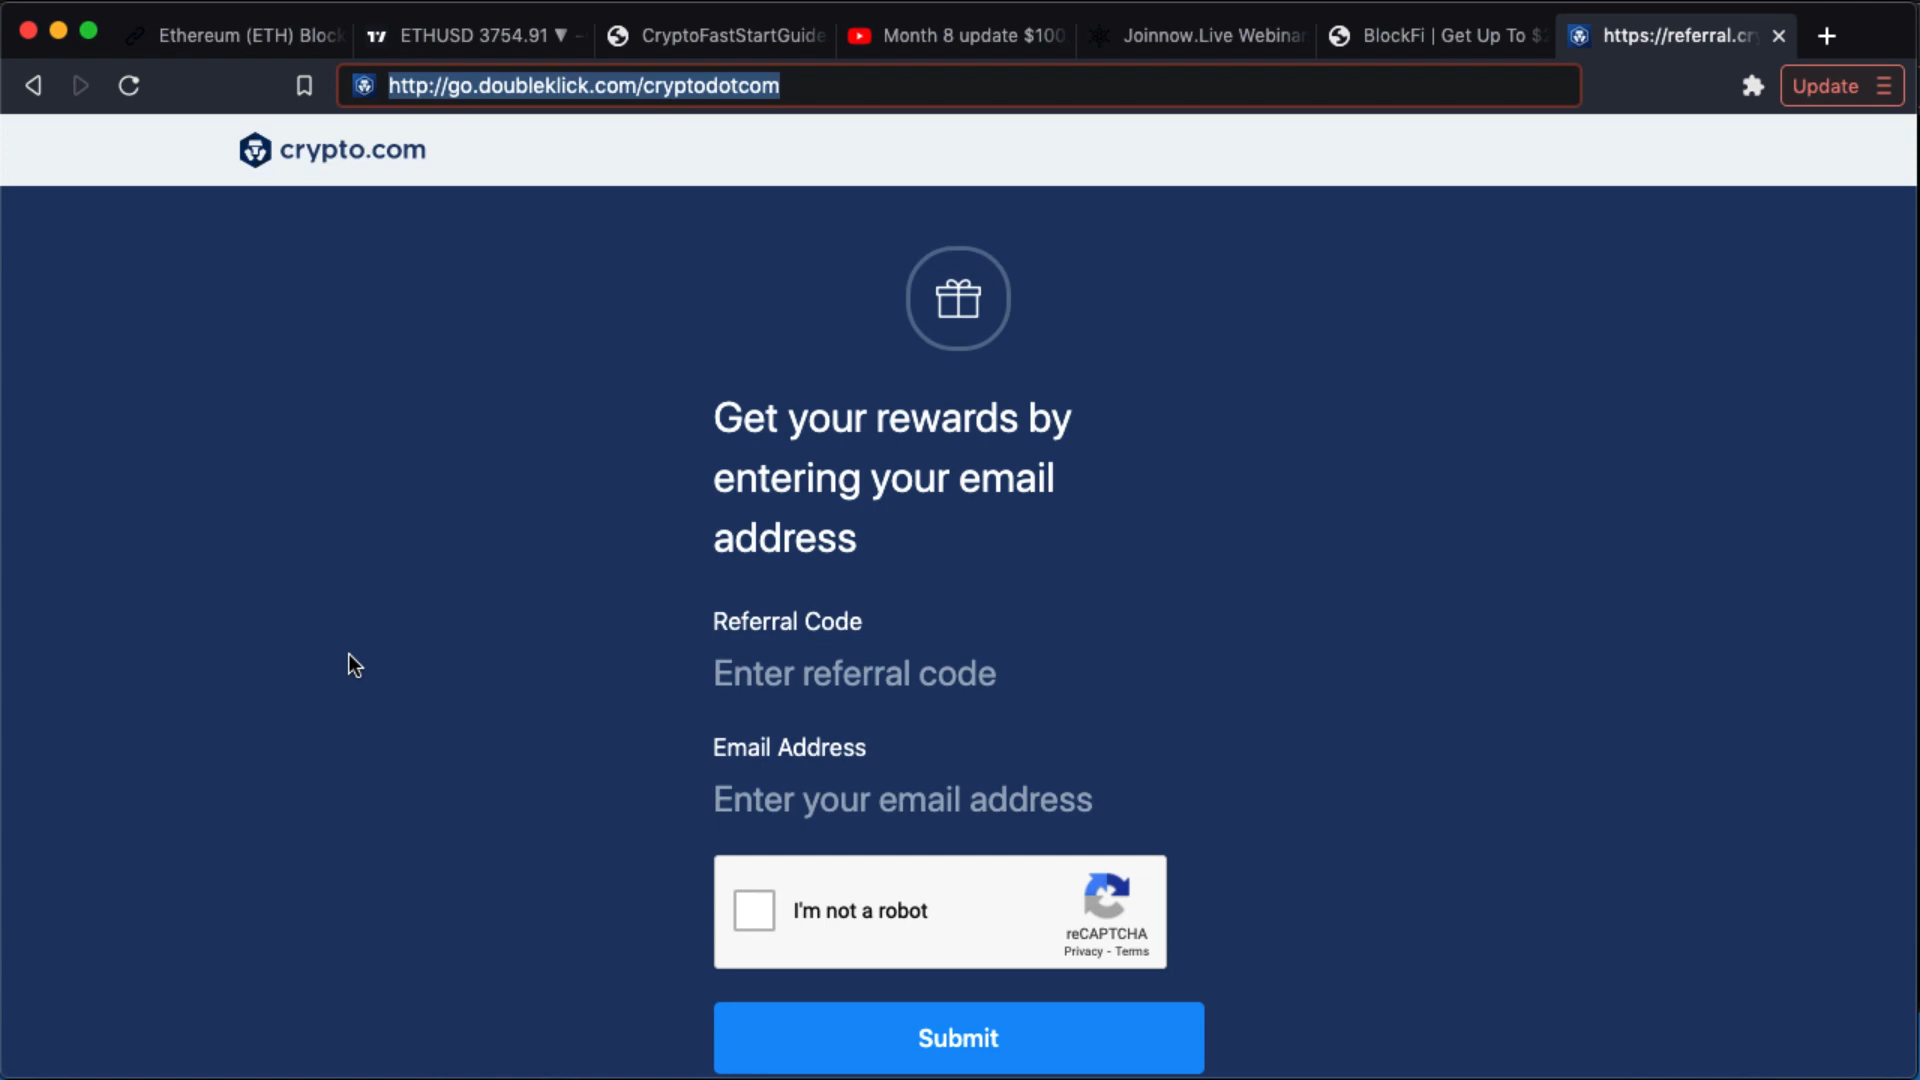 Ethereum (ETH) Block
ETHUSD 3754.91 ▼ -
CryptoFastStartGuide
Month 8 update $100
Joinnow.Live Webinar
BlockFi | Get Up To $2
https://referral.cry
http://go.doubleklick.com/cryptodotcom
Update
crypto.com
Get your rewards by
entering your email
address
Referral Code
Enter referral code
Email Address
Enter your email address
I'm not a robot
reCAPTCHA
Privacy - Terms
Submit